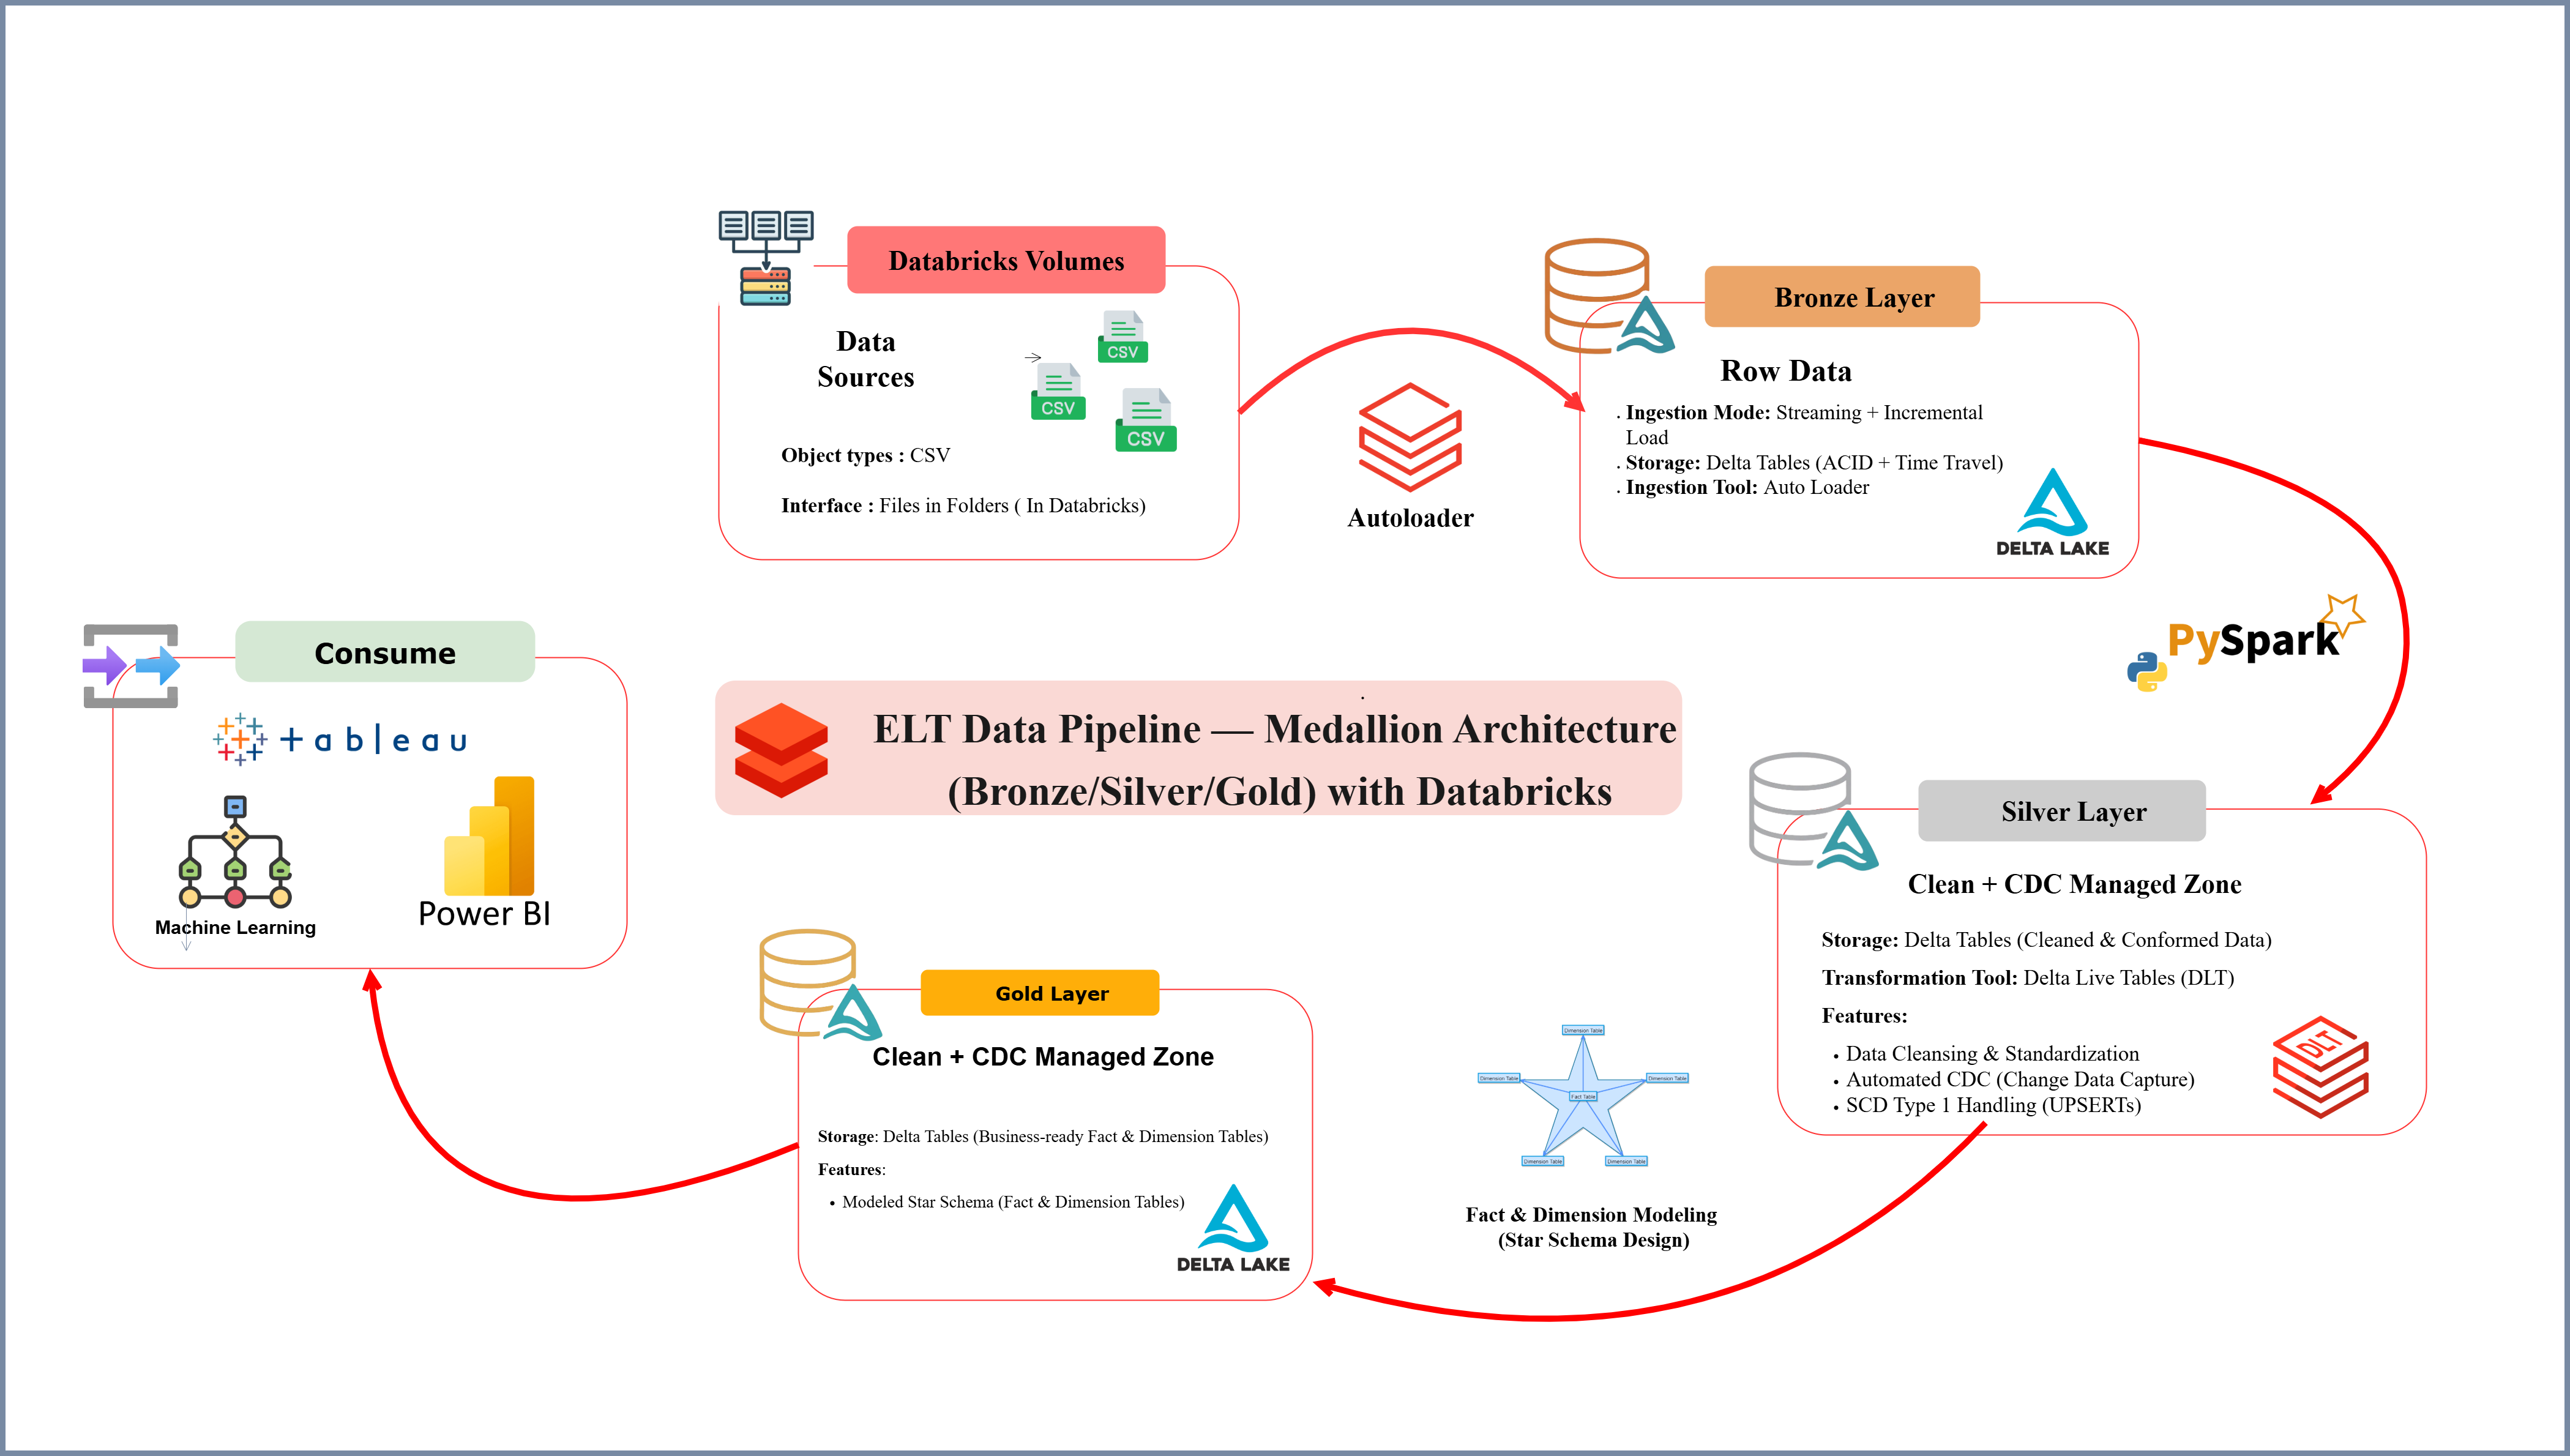 Databricks Volumes
Data
Sources
CSV
CSV
CSV
Object types : CSV
Interface : Files in Folders ( In Databricks)
Autoloader
Bronze Layer
Row Data
. Ingestion Mode: Streaming + Incremental
Load
. Storage: Delta Tables (ACID + Time Travel)
. Ingestion Tool: Auto Loader
DELTA LAKE
PySpark
Consume
+ableau
Machine Learning
Power BI
ELT Data Pipeline — Medallion Architecture
(Bronze/Silver/Gold) with Databricks
Silver Layer
Clean + CDC Managed Zone
Storage: Delta Tables (Cleaned & Conformed Data)
Transformation Tool: Delta Live Tables (DLT)
Features:
• Data Cleansing & Standardization
• Automated CDC (Change Data Capture)
• SCD Type 1 Handling (UPSERTs)
DLT
Gold Layer
Clean + CDC Managed Zone
Storage: Delta Tables (Business-ready Fact & Dimension Tables)
Features:
• Modeled Star Schema (Fact & Dimension Tables)
DELTA LAKE
Dimension Table
Dimension Table
Dimension Table
Fact Table
Dimension Table
Dimension Table
Fact & Dimension Modeling
(Star Schema Design)